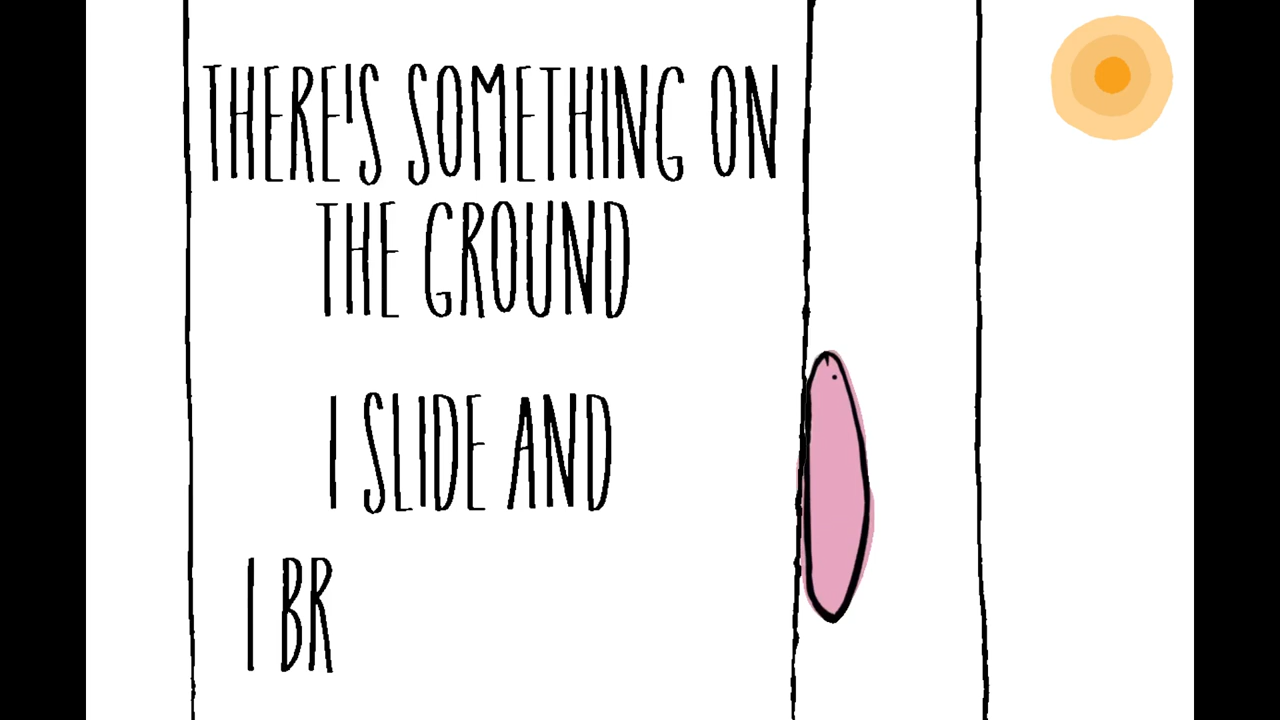 THERE'S SOMETHING ON
THE GROUND
I SLIDE AND
I BR